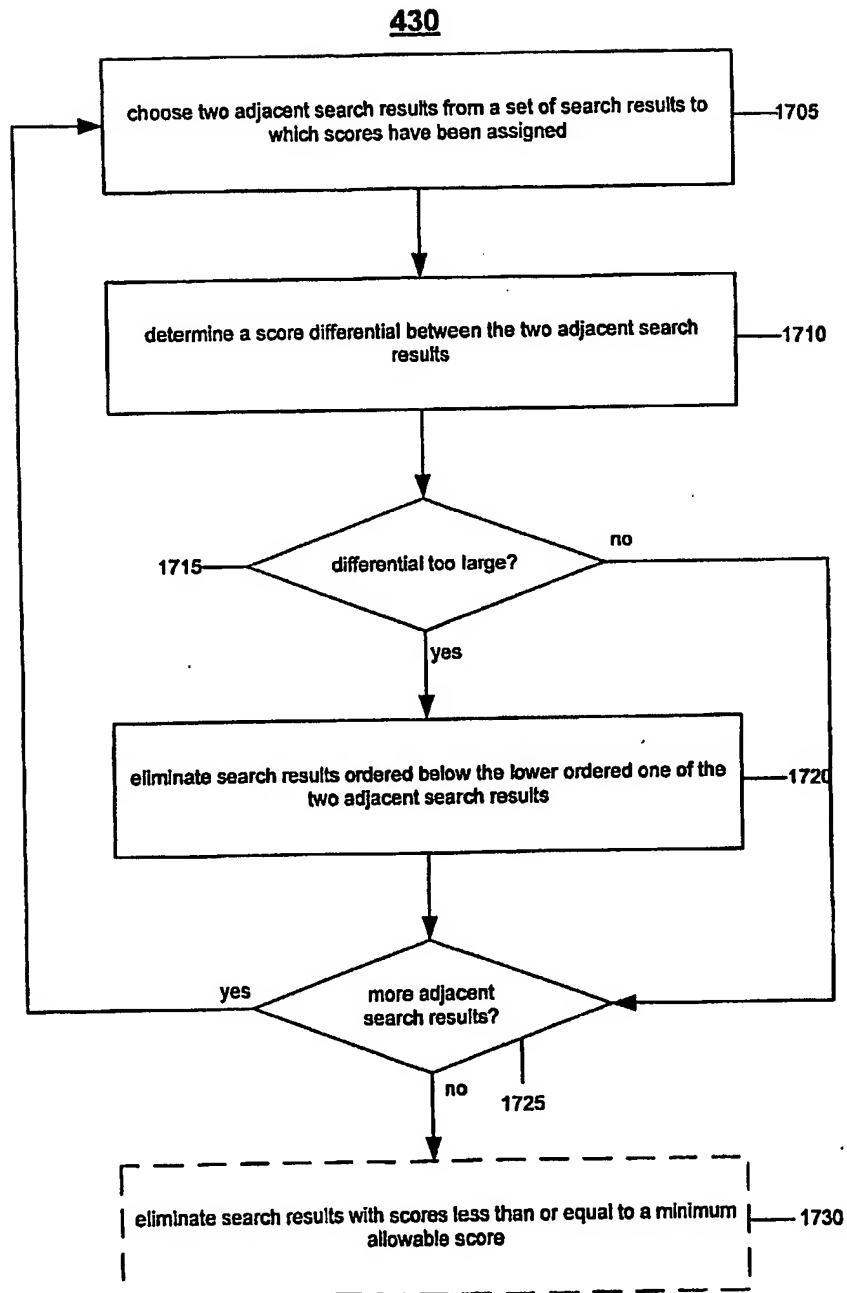 430
choose two adjacent search results from a set of search results to
which scores have been assigned
1705
determine a score differential between the two adjacent search
results
1710
differential too large?
1715
no
yes
eliminate search results ordered below the lower ordered one of the
two adjacent search results
1720
more adjacent
search results?
yes
no
1725
eliminate search results with scores less than or equal to a minimum
allowable score
1730